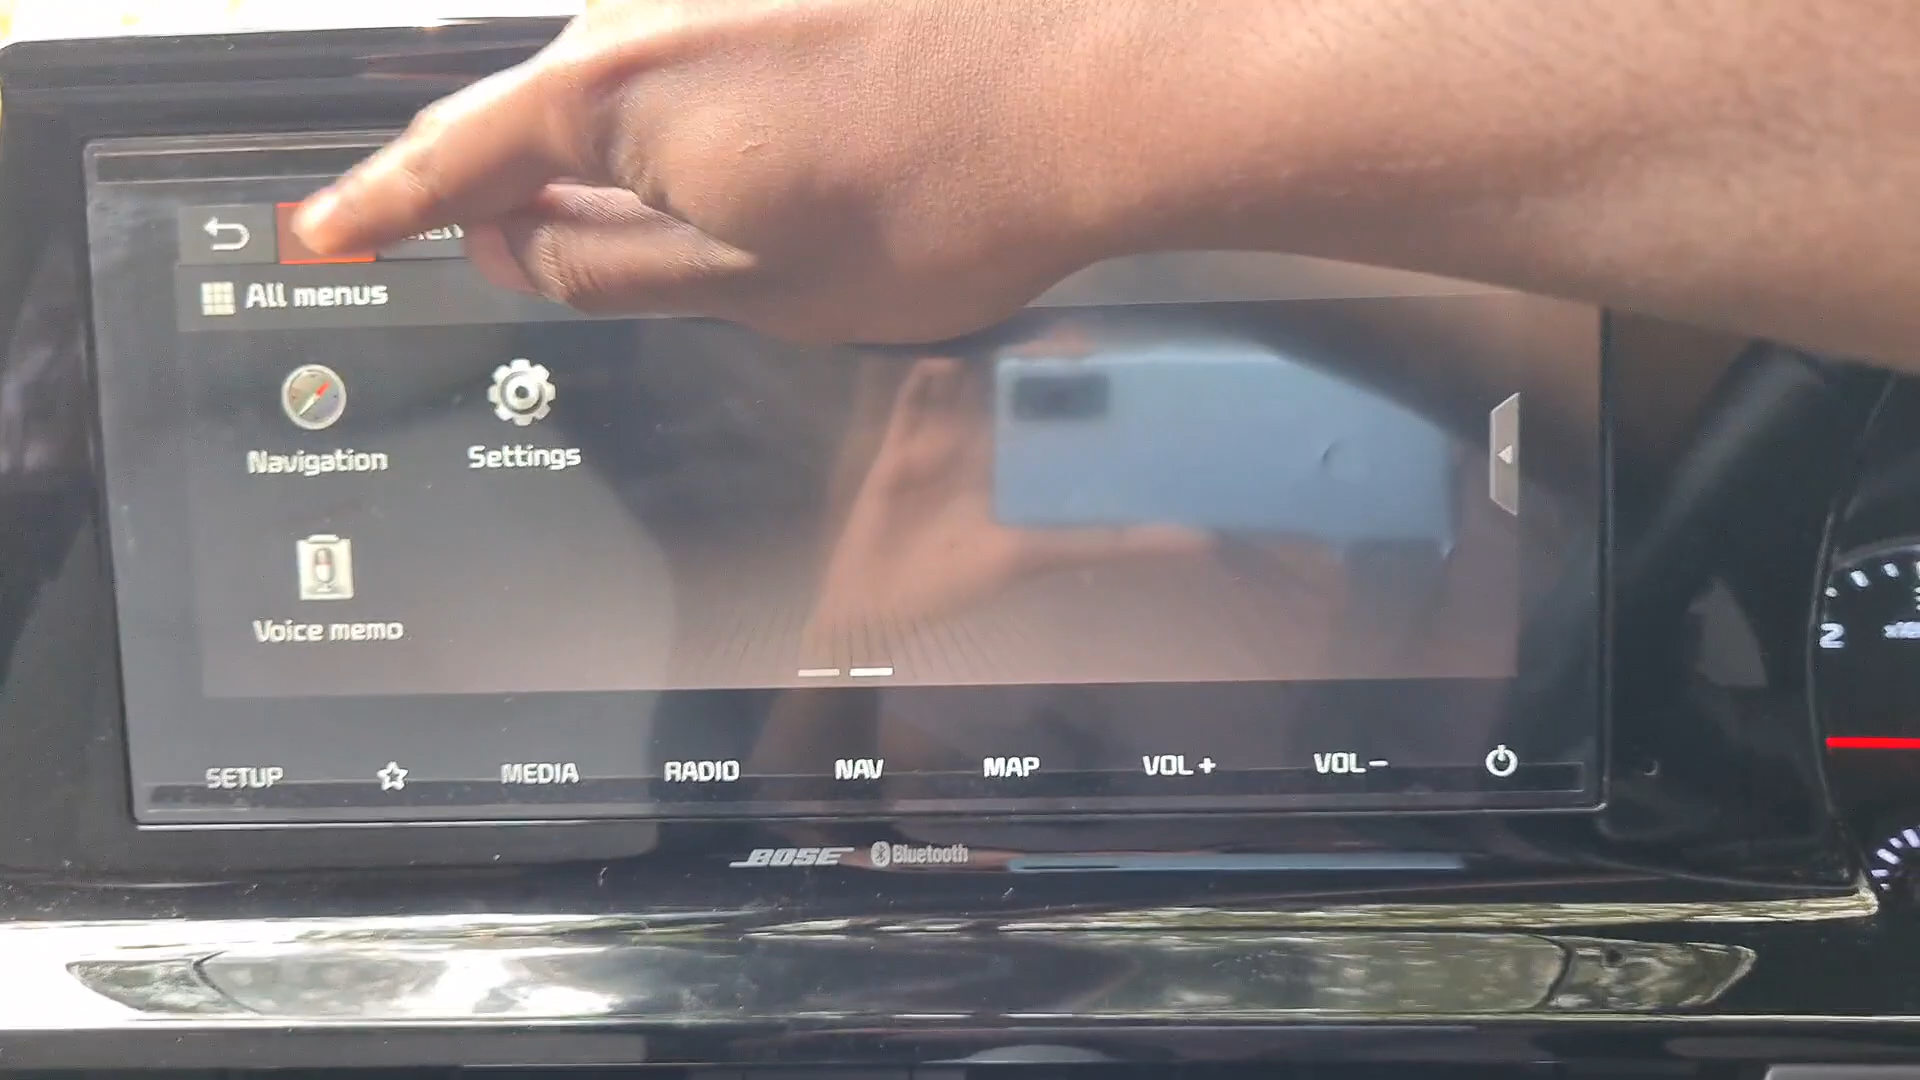 All menus
Navigation
Settings
Voice memo
SETUP
MEDIA
RADIO
NAV
MAP
VOL +
VOL −
BOSE
Bluetooth
2